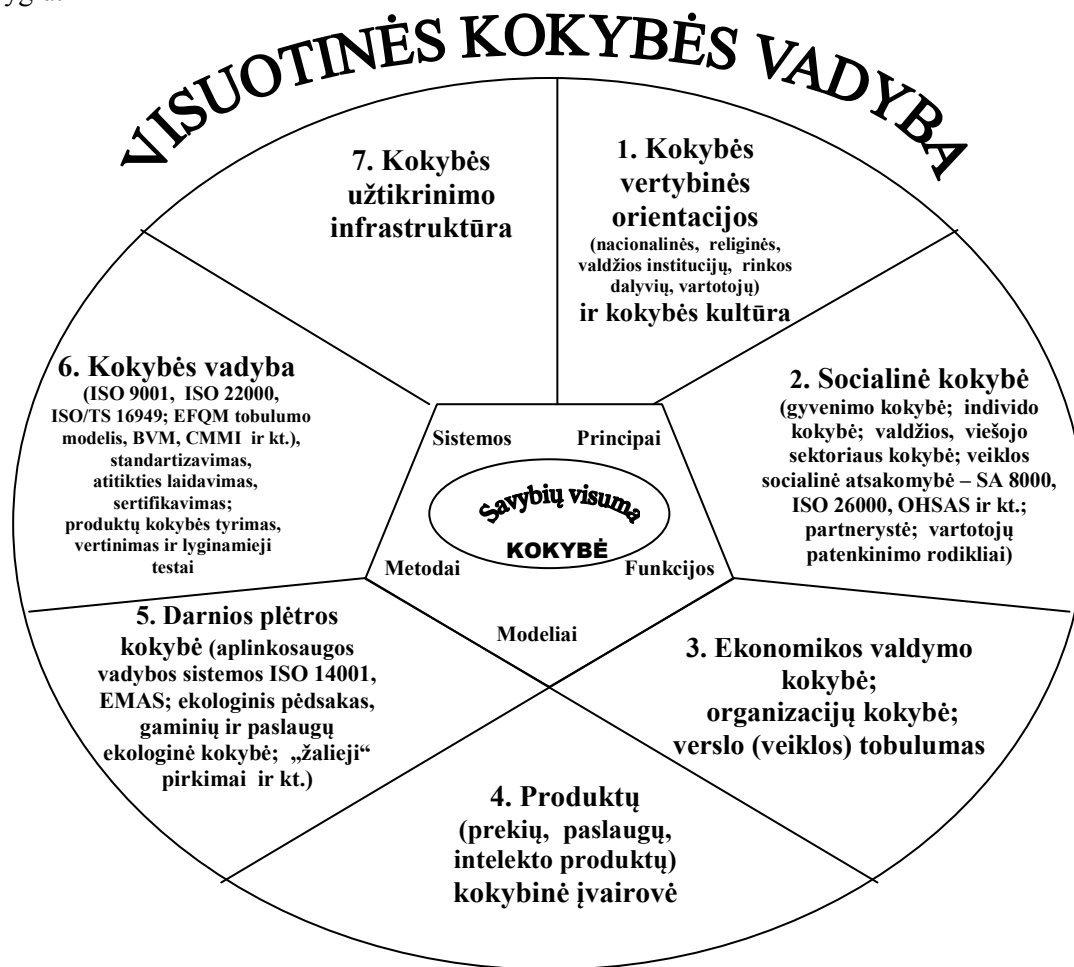 VISUOTINĖS KOKYBĖS VADYBA
7. Kokybės
užtikrinimo
infrastruktūra
1. Kokybės
vertybinės
orientacijos
(nacionalinės, religinės,
valdžios institucijų, rinkos
dalyvių, vartotojų)
ir kokybės kultūra
6. Kokybės vadyba
(ISO 9001, ISO 22000,
ISO/TS 16949; EFQM tobulumo
modelis, BVM, CMMI ir kt.),
standartizavimas,
atitikties laidavimas,
sertifikavimas;
produktų kokybės tyrimas,
vertinimas ir lyginamieji
testai
2. Socialinė kokybė
(gyvenimo kokybė; individo
kokybė; valdžios, viešojo
sektoriaus kokybė; veiklos
socialinė atsakomybė – SA 8000,
ISO 26000, OHSAS ir kt.;
partnerystė; vartotojų
patenkinimo rodikliai)
Sistemos
Principai
Savybių visuma
KOKYBĖ
Metodai
Funkcijos
Modeliai
5. Darnios plėtros
kokybė (aplinkosaugos
vadybos sistemos ISO 14001,
EMAS; ekologinis pėdsakas,
gaminių ir paslaugų
ekologinė kokybė; „žalieji“
pirkimai ir kt.)
3. Ekonomikos valdymo
kokybė;
organizacijų kokybė;
verslo (veiklos) tobulumas
4. Produktų
(prekių, paslaugų,
intelekto produktų)
kokybinė įvairovė